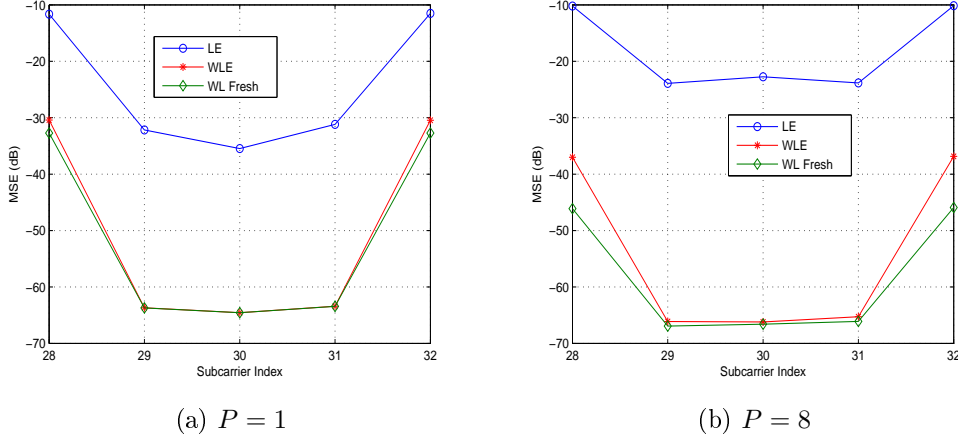 −10
−20
−30
−40
−50
−60
−70
MSE (dB)
28 29 30 31 32
Subcarrier Index
LE
WLE
WL Fresh
(a) P = 1
−10
−20
−30
−40
−50
−60
−70
MSE (dB)
28 29 30 31 32
Subcarrier Index
LE
WLE
WL Fresh
(b) P = 8